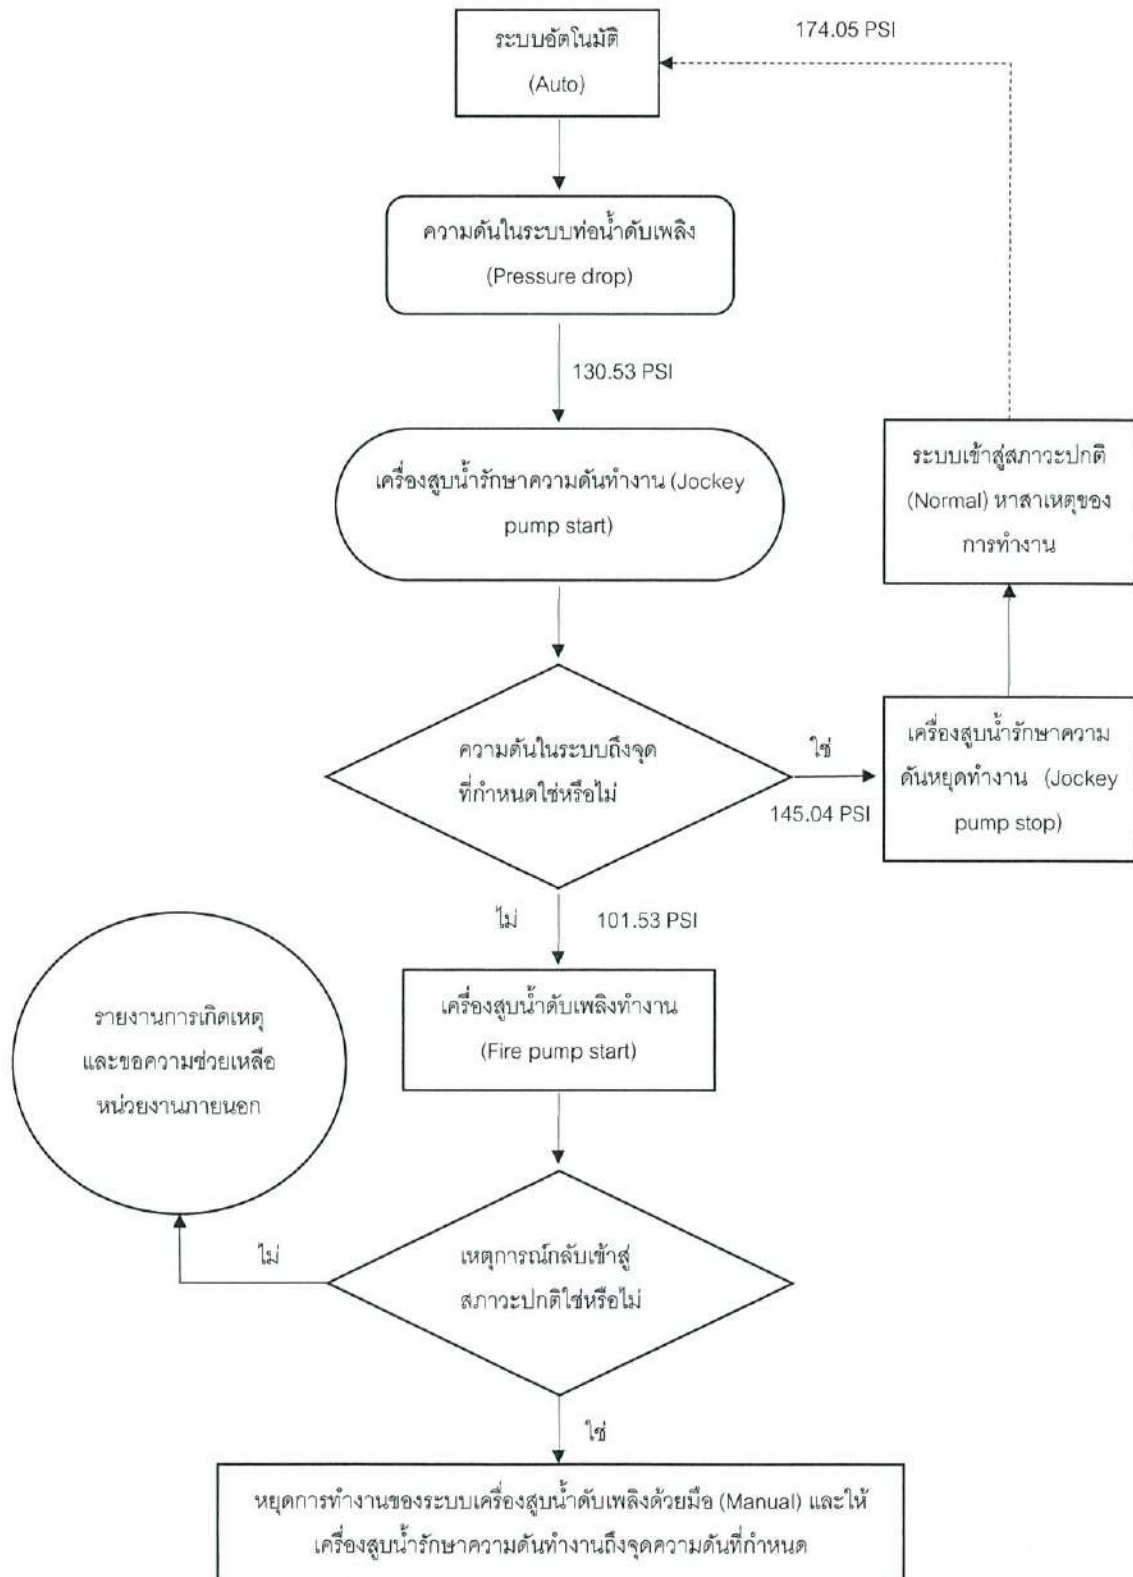 ระบบอัตโนมัติ
(Auto)
174.05 PSI
ความดันในระบบท่อน้ำดับเพลิง
(Pressure drop)
130.53 PSI
เครื่องสูบน้ำรักษาความดันทำงาน (Jockey
pump start)
ระบบเข้าสู่สภาวะปกติ
(Normal) หาสาเหตุของ
การทำงาน
ความดันในระบบถึงจุด
ที่กำหนดใช่หรือไม่
ใช่
145.04 PSI
เครื่องสูบน้ำรักษาความ
ดันหยุดทำงาน (Jockey
pump stop)
ไม่
101.53 PSI
เครื่องสูบน้ำดับเพลิงทำงาน
(Fire pump start)
รายงานการเกิดเหตุ
และขอความช่วยเหลือ
หน่วยงานภายนอก
ไม่
เหตุการณ์กลับเข้าสู่
สภาวะปกติใช่หรือไม่
ใช่
หยุดการทำงานของระบบเครื่องสูบน้ำดับเพลิงด้วยมือ (Manual) และให้
เครื่องสูบน้ำรักษาความดันทำงานถึงจุดความดันที่กำหนด